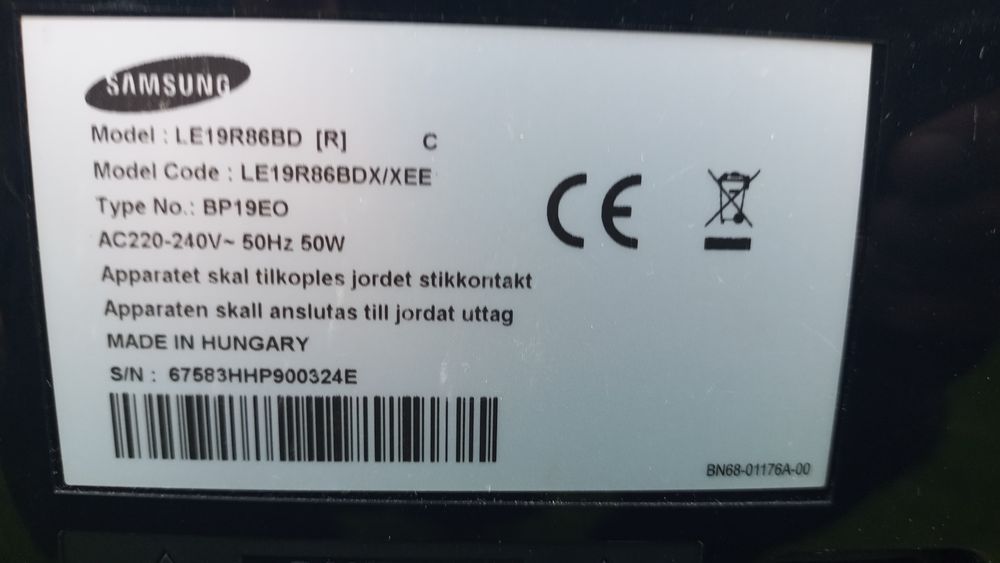 SAMSUNG
Model : LE19R86BD [R] C
Model Code : LE19R86BDX/XEE
Type No.: BP19EO
AC220-240V~ 50Hz 50W
Apparatet skal tilkoples jordet stikkontakt
Apparaten skall anslutas till jordat uttag
MADE IN HUNGARY
S/N : 67583HHP900324E
CE
BN68-01176A-00